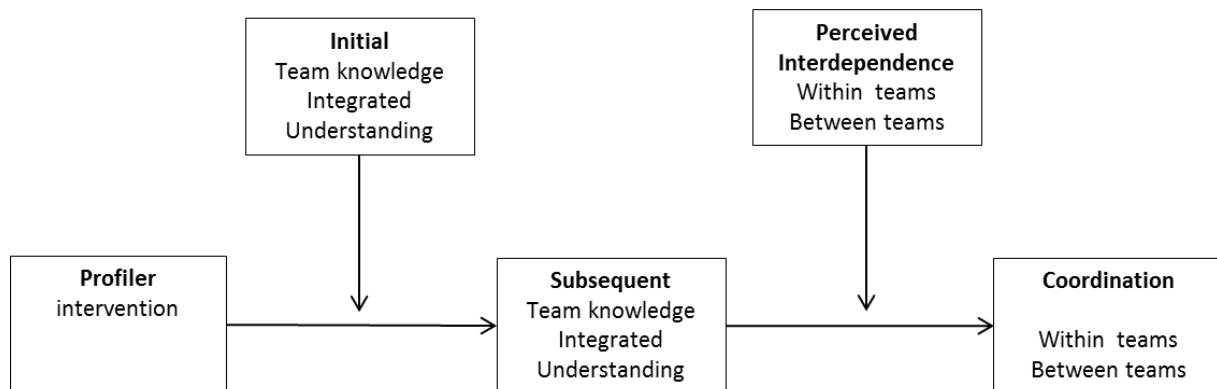 Initial
Team knowledge
Integrated
Understanding
Perceived
Interdependence
Within teams
Between teams
Profiler
intervention
Subsequent
Team knowledge
Integrated
Understanding
Coordination
Within teams
Between teams